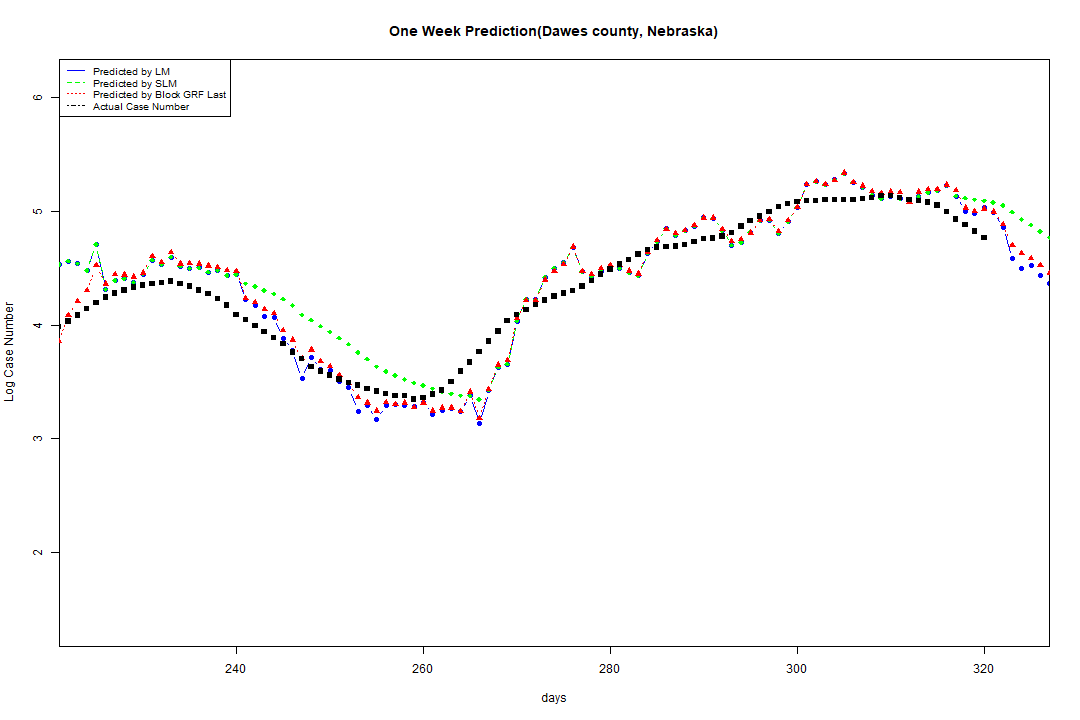 One Week Prediction(Dawes county, Nebraska)
Predicted by LM
Predicted by SLM
Predicted by Block GRF Last
Actual Case Number
6
5
4
3
2
Log Case Number
240
260
280
300
320
days